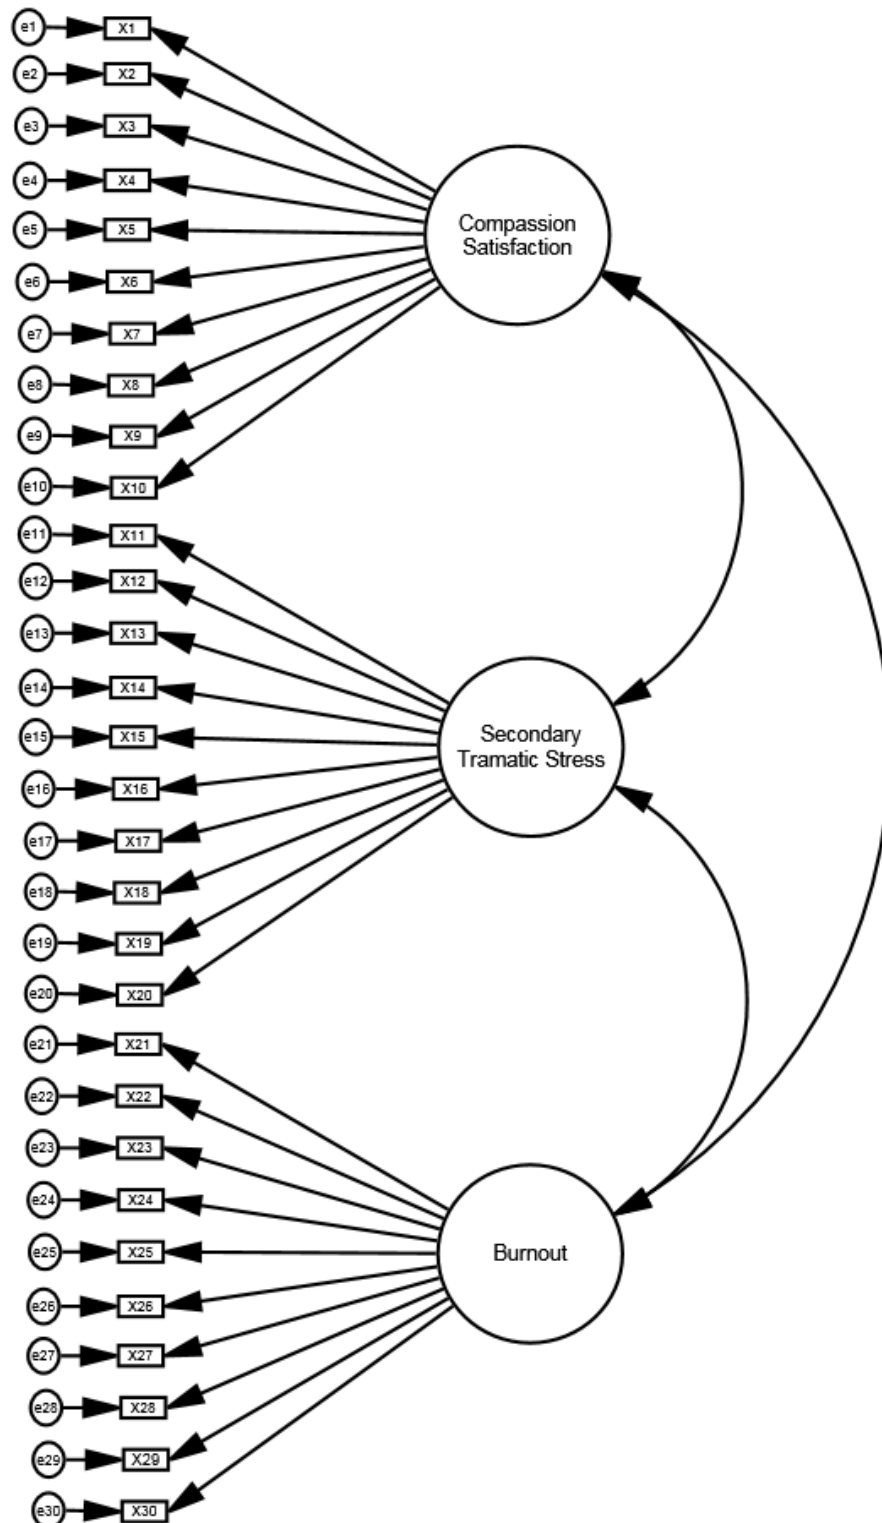 e1 X1
e2 X2
e3 X3
e4 X4
e5 X5
e6 X6
e7 X7
e8 X8
e9 X9
e10 X10
Compassion
Satisfaction
e11 X11
e12 X12
e13 X13
e14 X14
e15 X15
e16 X16
e17 X17
e18 X18
e19 X19
e20 X20
Secondary
Tramatic Stress
e21 X21
e22 X22
e23 X23
e24 X24
e25 X25
e26 X26
e27 X27
e28 X28
e29 X29
e30 X30
Burnout